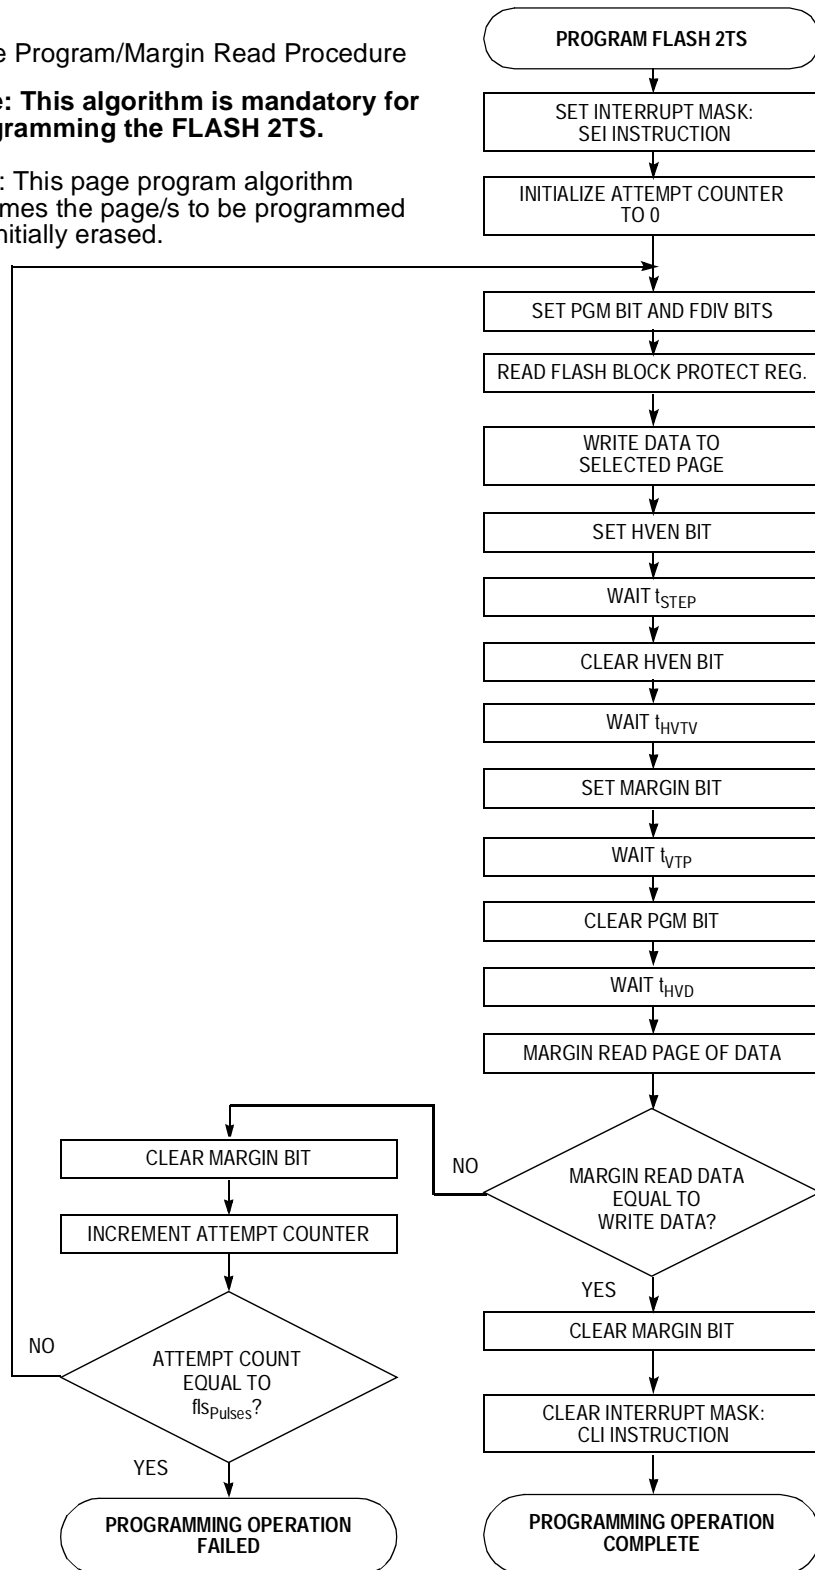 Program/Margin Read Procedure
This algorithm is mandatory for
the FLASH 2TS.
This page program algorithm
the page/s to be programmed
erased.
PROGRAM FLASH 2TS
SET INTERRUPT MASK:
SEI INSTRUCTION
INITIALIZE ATTEMPT COUNTER
TO 0
SET PGM BIT AND FDIV BITS
READ FLASH BLOCK PROTECT REG.
WRITE DATA TO
SELECTED PAGE
SET HVEN BIT
WAIT tSTEP
CLEAR HVEN BIT
WAIT tHVTV
SET MARGIN BIT
WAIT tVTP
CLEAR PGM BIT
WAIT tHVD
MARGIN READ PAGE OF DATA
MARGIN READ DATA
EQUAL TO
WRITE DATA?
NO
YES
CLEAR MARGIN BIT
INCREMENT ATTEMPT COUNTER
ATTEMPT COUNT
EQUAL TO
flsPulses?
NO
YES
PROGRAMMING OPERATION
FAILED
CLEAR MARGIN BIT
CLEAR INTERRUPT MASK:
CLI INSTRUCTION
PROGRAMMING OPERATION
COMPLETE